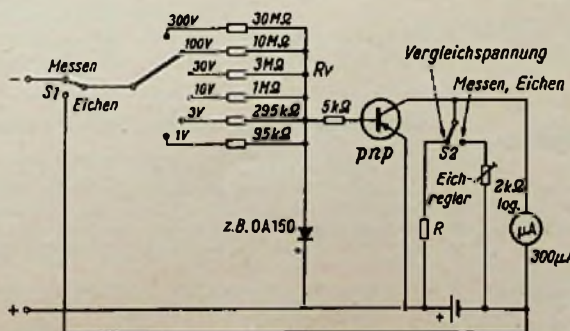 300V 30MΩ
100V 10MΩ
30V 3MΩ Rv
10V 1MΩ
3V 295kΩ 5kΩ
1V 95kΩ
Messen
−
S1 Eichen
Vergleichspannung
Messen, Eichen
pnp
S2
Eich-
regler
2kΩ
log.
R
μA
300μA
z.B. OA150
+
+